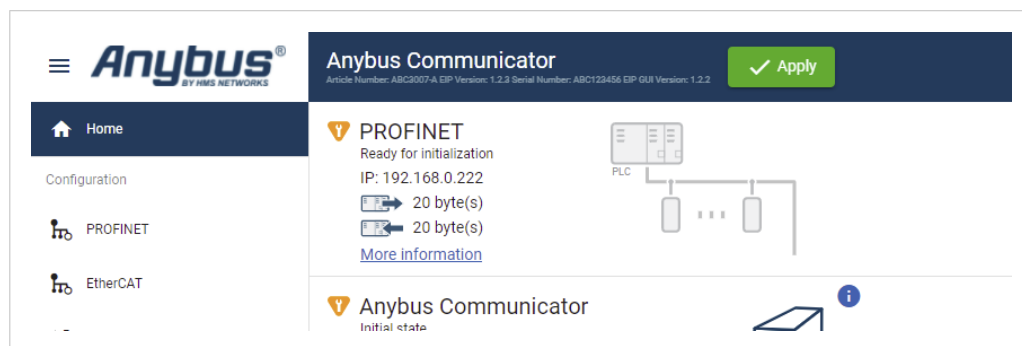 Anybus®
BY HMS NETWORKS
Anybus Communicator
Article Number: ABC3007-A EIP Version: 1.2.3 Serial Number: ABC123456 EIP GUI Version: 1.2.2
Apply
Home
Configuration
PROFINET
EtherCAT
PROFINET
Ready for initialization
IP: 192.168.0.222
20 byte(s)
20 byte(s)
More information
PLC
Anybus Communicator
Initial state